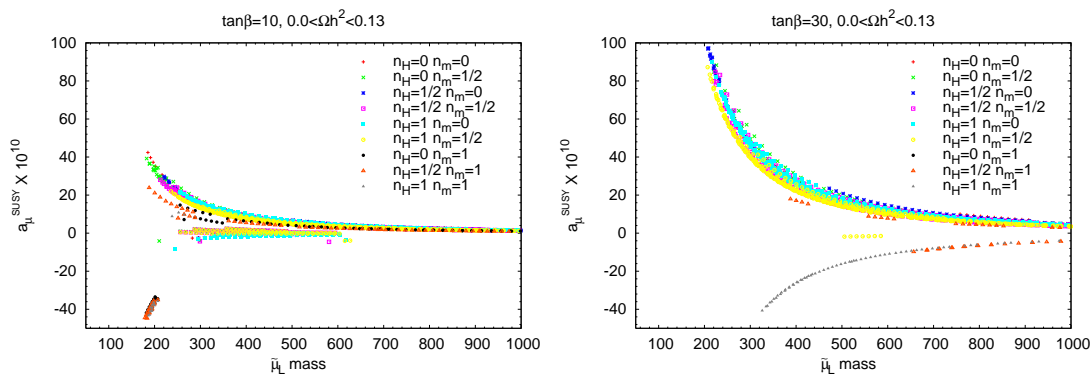 tanβ=10, 0.0<Ωh²<0.13
100
80
60
40
20
0
-20
-40
aμ^SUSY X 10^10
n_H=0 n_m=0
n_H=0 n_m=1/2
n_H=1/2 n_m=0
n_H=1/2 n_m=1/2
n_H=1 n_m=0
n_H=1 n_m=1/2
n_H=0 n_m=1
n_H=1/2 n_m=1
n_H=1 n_m=1
100 200 300 400 500 600 700 800 900 1000
μ̃_L mass
tanβ=30, 0.0<Ωh²<0.13
100
80
60
40
20
0
-20
-40
aμ^SUSY X 10^10
n_H=0 n_m=0
n_H=0 n_m=1/2
n_H=1/2 n_m=0
n_H=1/2 n_m=1/2
n_H=1 n_m=0
n_H=1 n_m=1/2
n_H=0 n_m=1
n_H=1/2 n_m=1
n_H=1 n_m=1
100 200 300 400 500 600 700 800 900 1000
μ̃_L mass